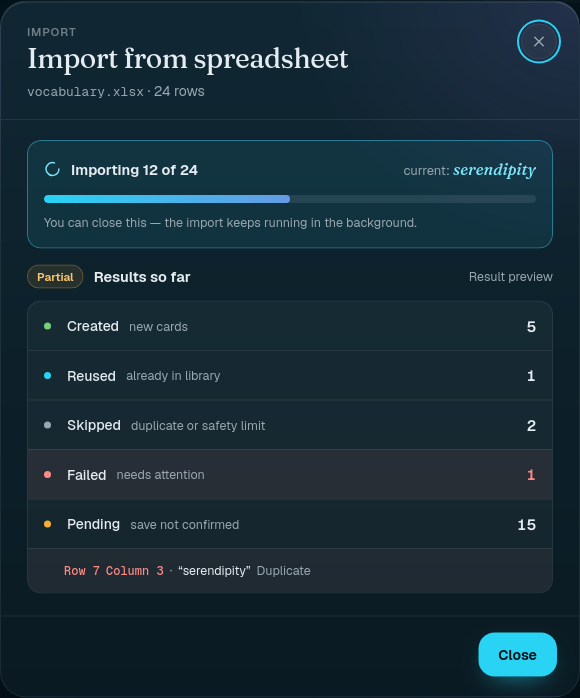 IMPORT
Import from spreadsheet
vocabulary.xlsx · 24 rows
Importing 12 of 24 current: serendipity
You can close this — the import keeps running in the background.
Partial Results so far Result preview
Created new cards 5
Reused already in library 1
Skipped duplicate or safety limit 2
Failed needs attention 1
Pending save not confirmed 15
Row 7 Column 3 · “serendipity” Duplicate
Close